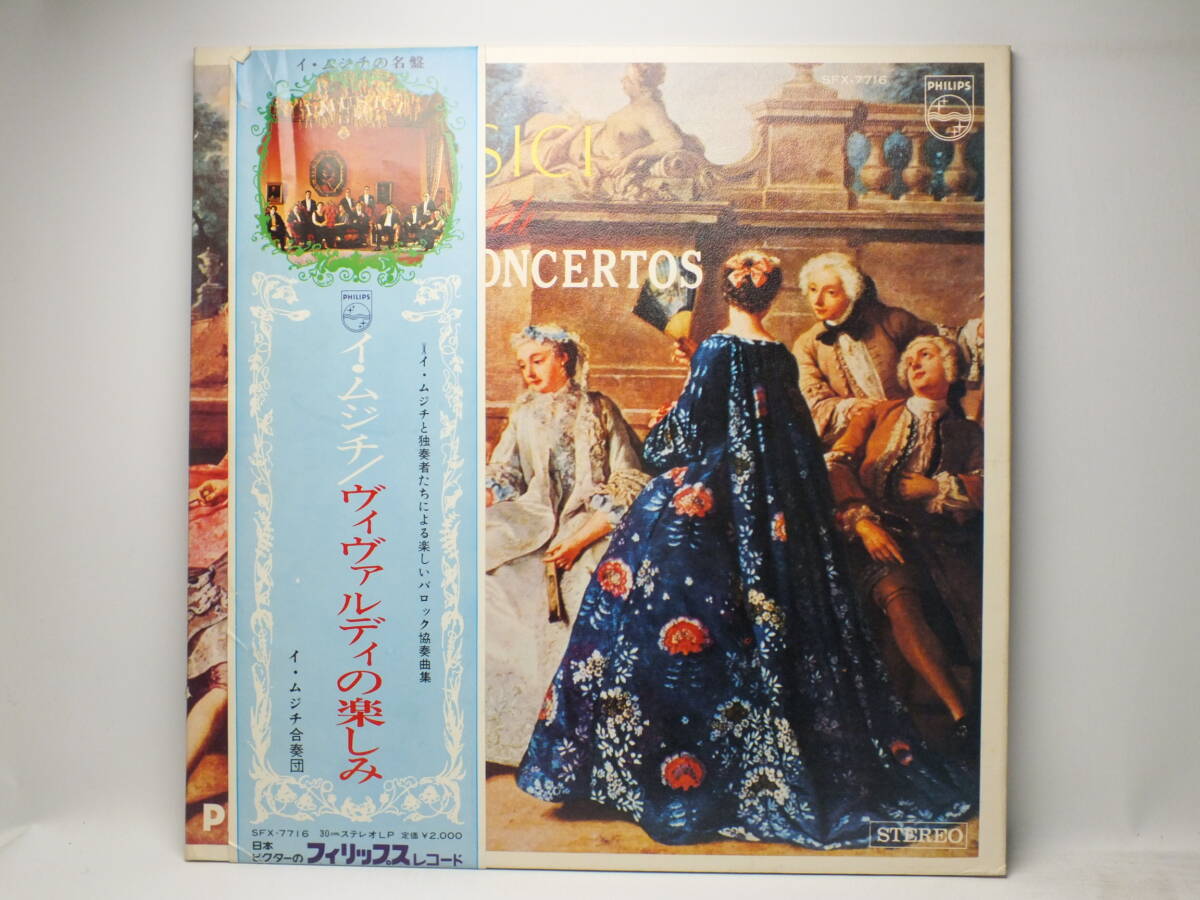 イ・ムジチの名盤
I MUSICI
PHILIPS
イ・ムジチ/ヴィヴァルディの楽しみ
イ・ムジチと独奏者たちによる楽しいバロック協奏曲集
イ・ムジチ合奏団
SFX-7716 30cmステレオLP 定価¥2,000
日本
ビクターの フィリップス レコード
P
SFX-7716
PHILIPS
SICI
ldi
ONCERTOS
STEREO